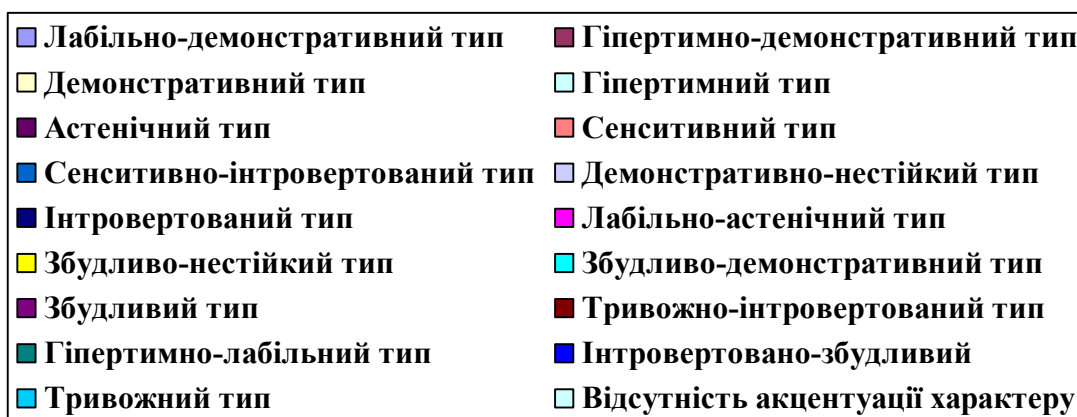 Лабільно-демонстративний тип Гіпертимно-демонстративний тип
Демонстративний тип Гіпертимний тип
Астенічний тип Сенситивний тип
Сенситивно-інтровертований тип Демонстративно-нестійкий тип
Інтровертований тип Лабільно-астенічний тип
Збудливо-нестійкий тип Збудливо-демонстративний тип
Збудливий тип Тривожно-інтровертований тип
Гіпертимно-лабільний тип Інтровертовано-збудливий
Тривожний тип Відсутність акцентуації характеру